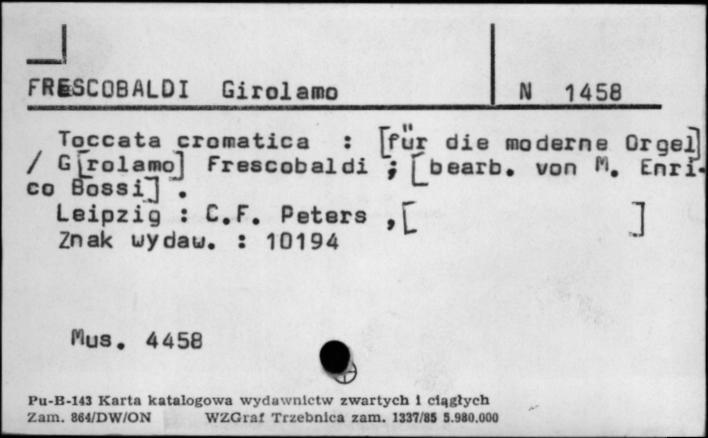 FRESCOBALDI Girolamo N 1458
Toccata cromatica : [für die moderne Orgel]
/ G[rolamo] Frescobaldi ; [bearb. von M. Enri-
co Bossi] .
Leipzig : C.F. Peters ,[ ]
Znak wydaw. : 10194
Mus. 4458
Pu-B-143 Karta katalogowa wydawnictw zwartych i ciągłych
Zam. 864/DW/ON WZGraf Trzebnica zam. 1337/85 5.980.000